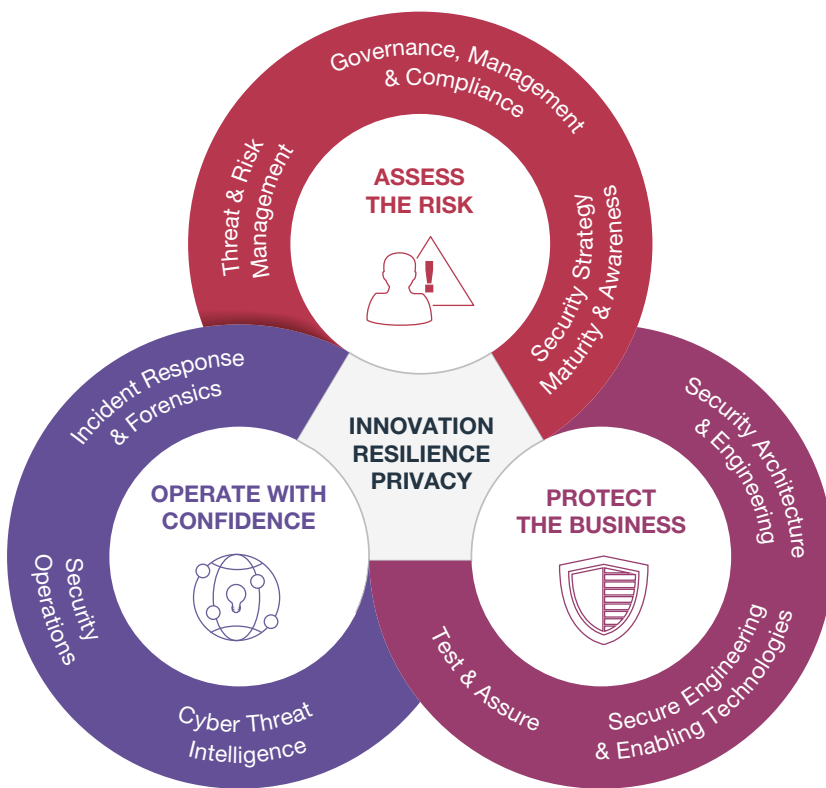 Governance, Management
& Compliance
Threat & Risk
Management
ASSESS
THE RISK
!
Security Strategy
Maturity & Awareness
Incident Response
& Forensics
INNOVATION
RESILIENCE
PRIVACY
Security Architecture
& Engineering
OPERATE WITH
CONFIDENCE
PROTECT
THE BUSINESS
Security
Operations
Test & Assure
Secure Engineering
& Enabling Technologies
Cyber Threat
Intelligence